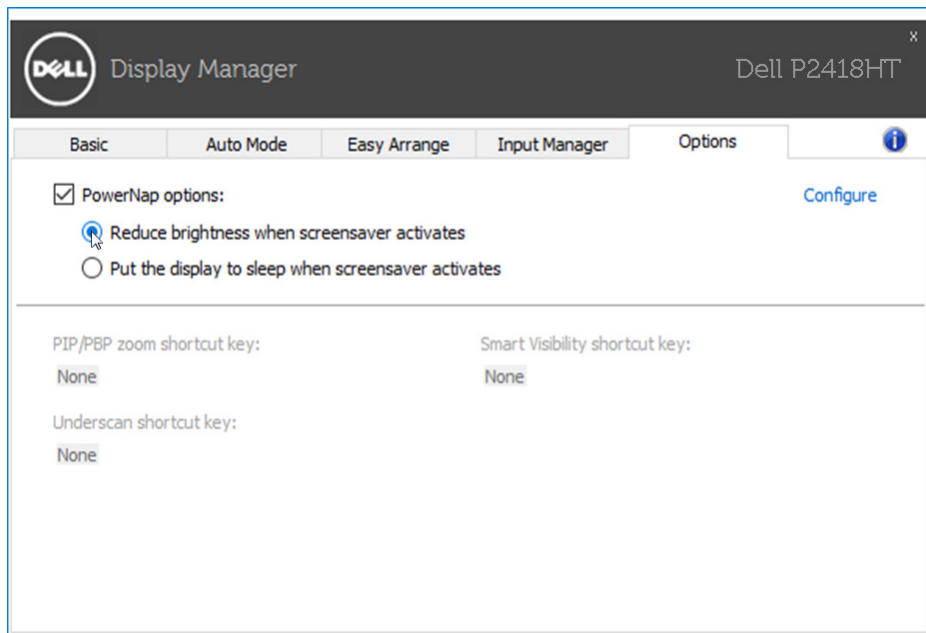 x
DELL Display Manager Dell P2418HT
Basic Auto Mode Easy Arrange Input Manager Options i
PowerNap options: Configure
Reduce brightness when screensaver activates
Put the display to sleep when screensaver activates
PIP/PBP zoom shortcut key: Smart Visibility shortcut key:
None None
Underscan shortcut key:
None